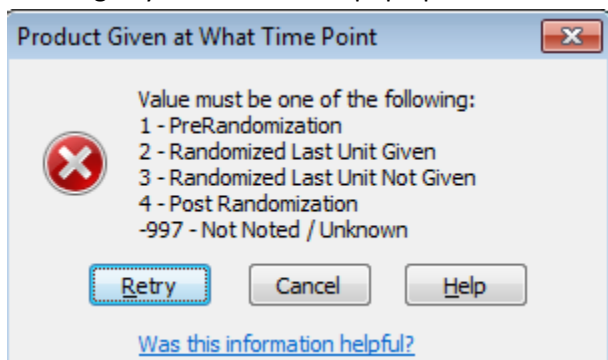 Product Given at What Time Point
Value must be one of the following:
1 - PreRandomization
2 - Randomized Last Unit Given
3 - Randomized Last Unit Not Given
4 - Post Randomization
-997 - Not Noted / Unknown
Retry Cancel Help
Was this information helpful?